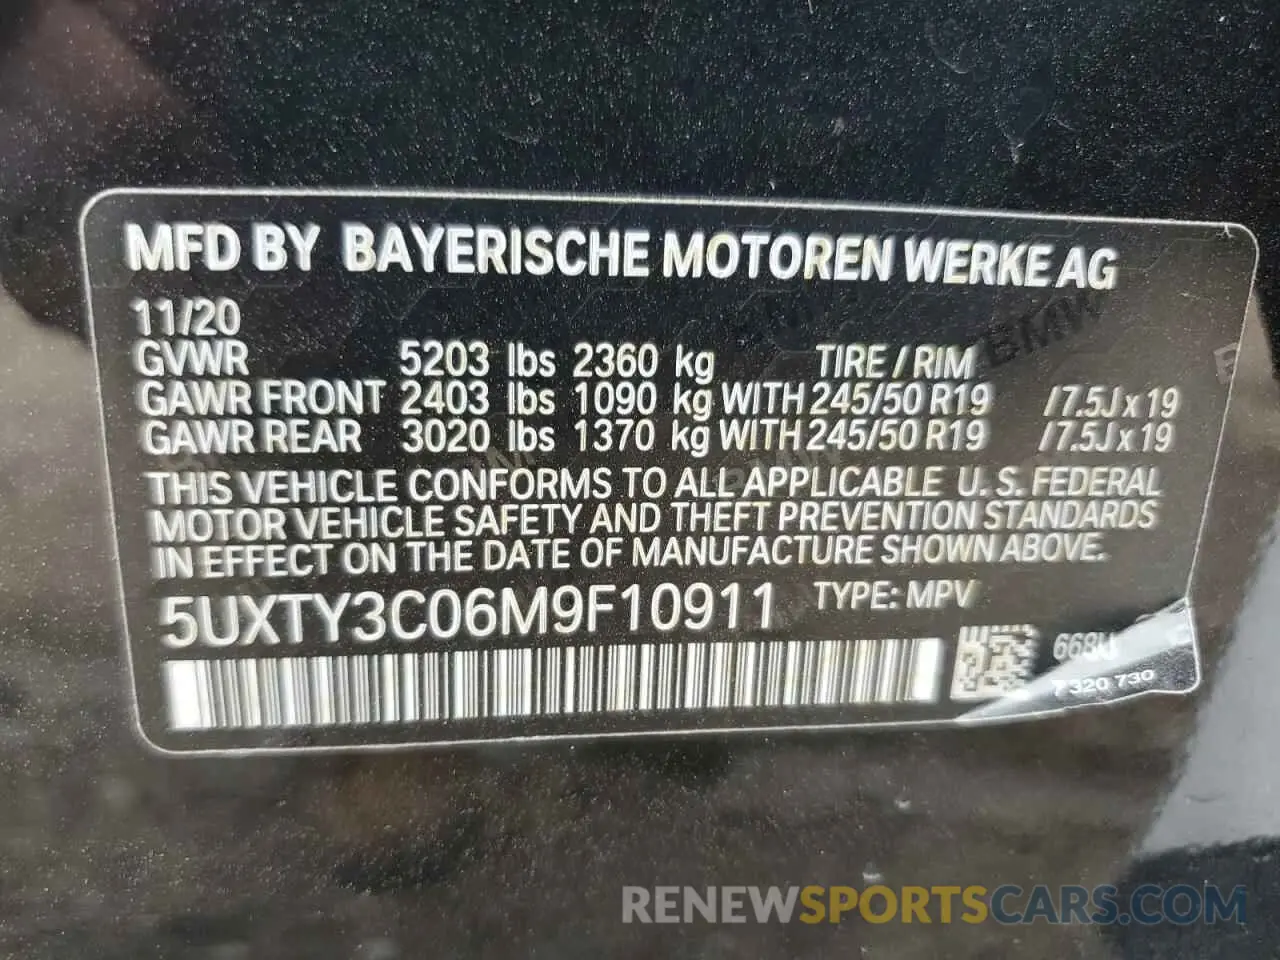 MFD BY BAYERISCHE MOTOREN WERKE AG
11/20
GVWR 5203 lbs 2360 kg TIRE / RIM
GAWR FRONT 2403 lbs 1090 kg WITH 245/50 R19 / 7.5J x 19
GAWR REAR 3020 lbs 1370 kg WITH 245/50 R19 / 7.5J x 19
THIS VEHICLE CONFORMS TO ALL APPLICABLE U. S. FEDERAL
MOTOR VEHICLE SAFETY AND THEFT PREVENTION STANDARDS
IN EFFECT ON THE DATE OF MANUFACTURE SHOWN ABOVE.
5UXTY3C06M9F10911 TYPE: MPV
668U
7 320 730
BMW
RENEWSPORTSCARS.COM